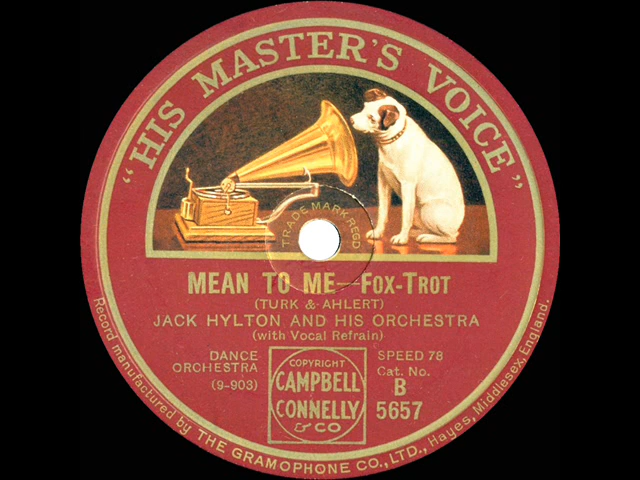 "HIS MASTER'S VOICE"
TRADE MARK REGD
MEAN TO ME—FOX-TROT
(TURK & AHLERT)
JACK HYLTON AND HIS ORCHESTRA
(with Vocal Refrain)
DANCE
ORCHESTRA
(9-903)
COPYRIGHT
CAMPBELL
CONNELLY
& CO
SPEED 78
Cat. No.
B
5657
Record manufactured by THE GRAMOPHONE CO., LTD., Hayes, Middlesex, England.